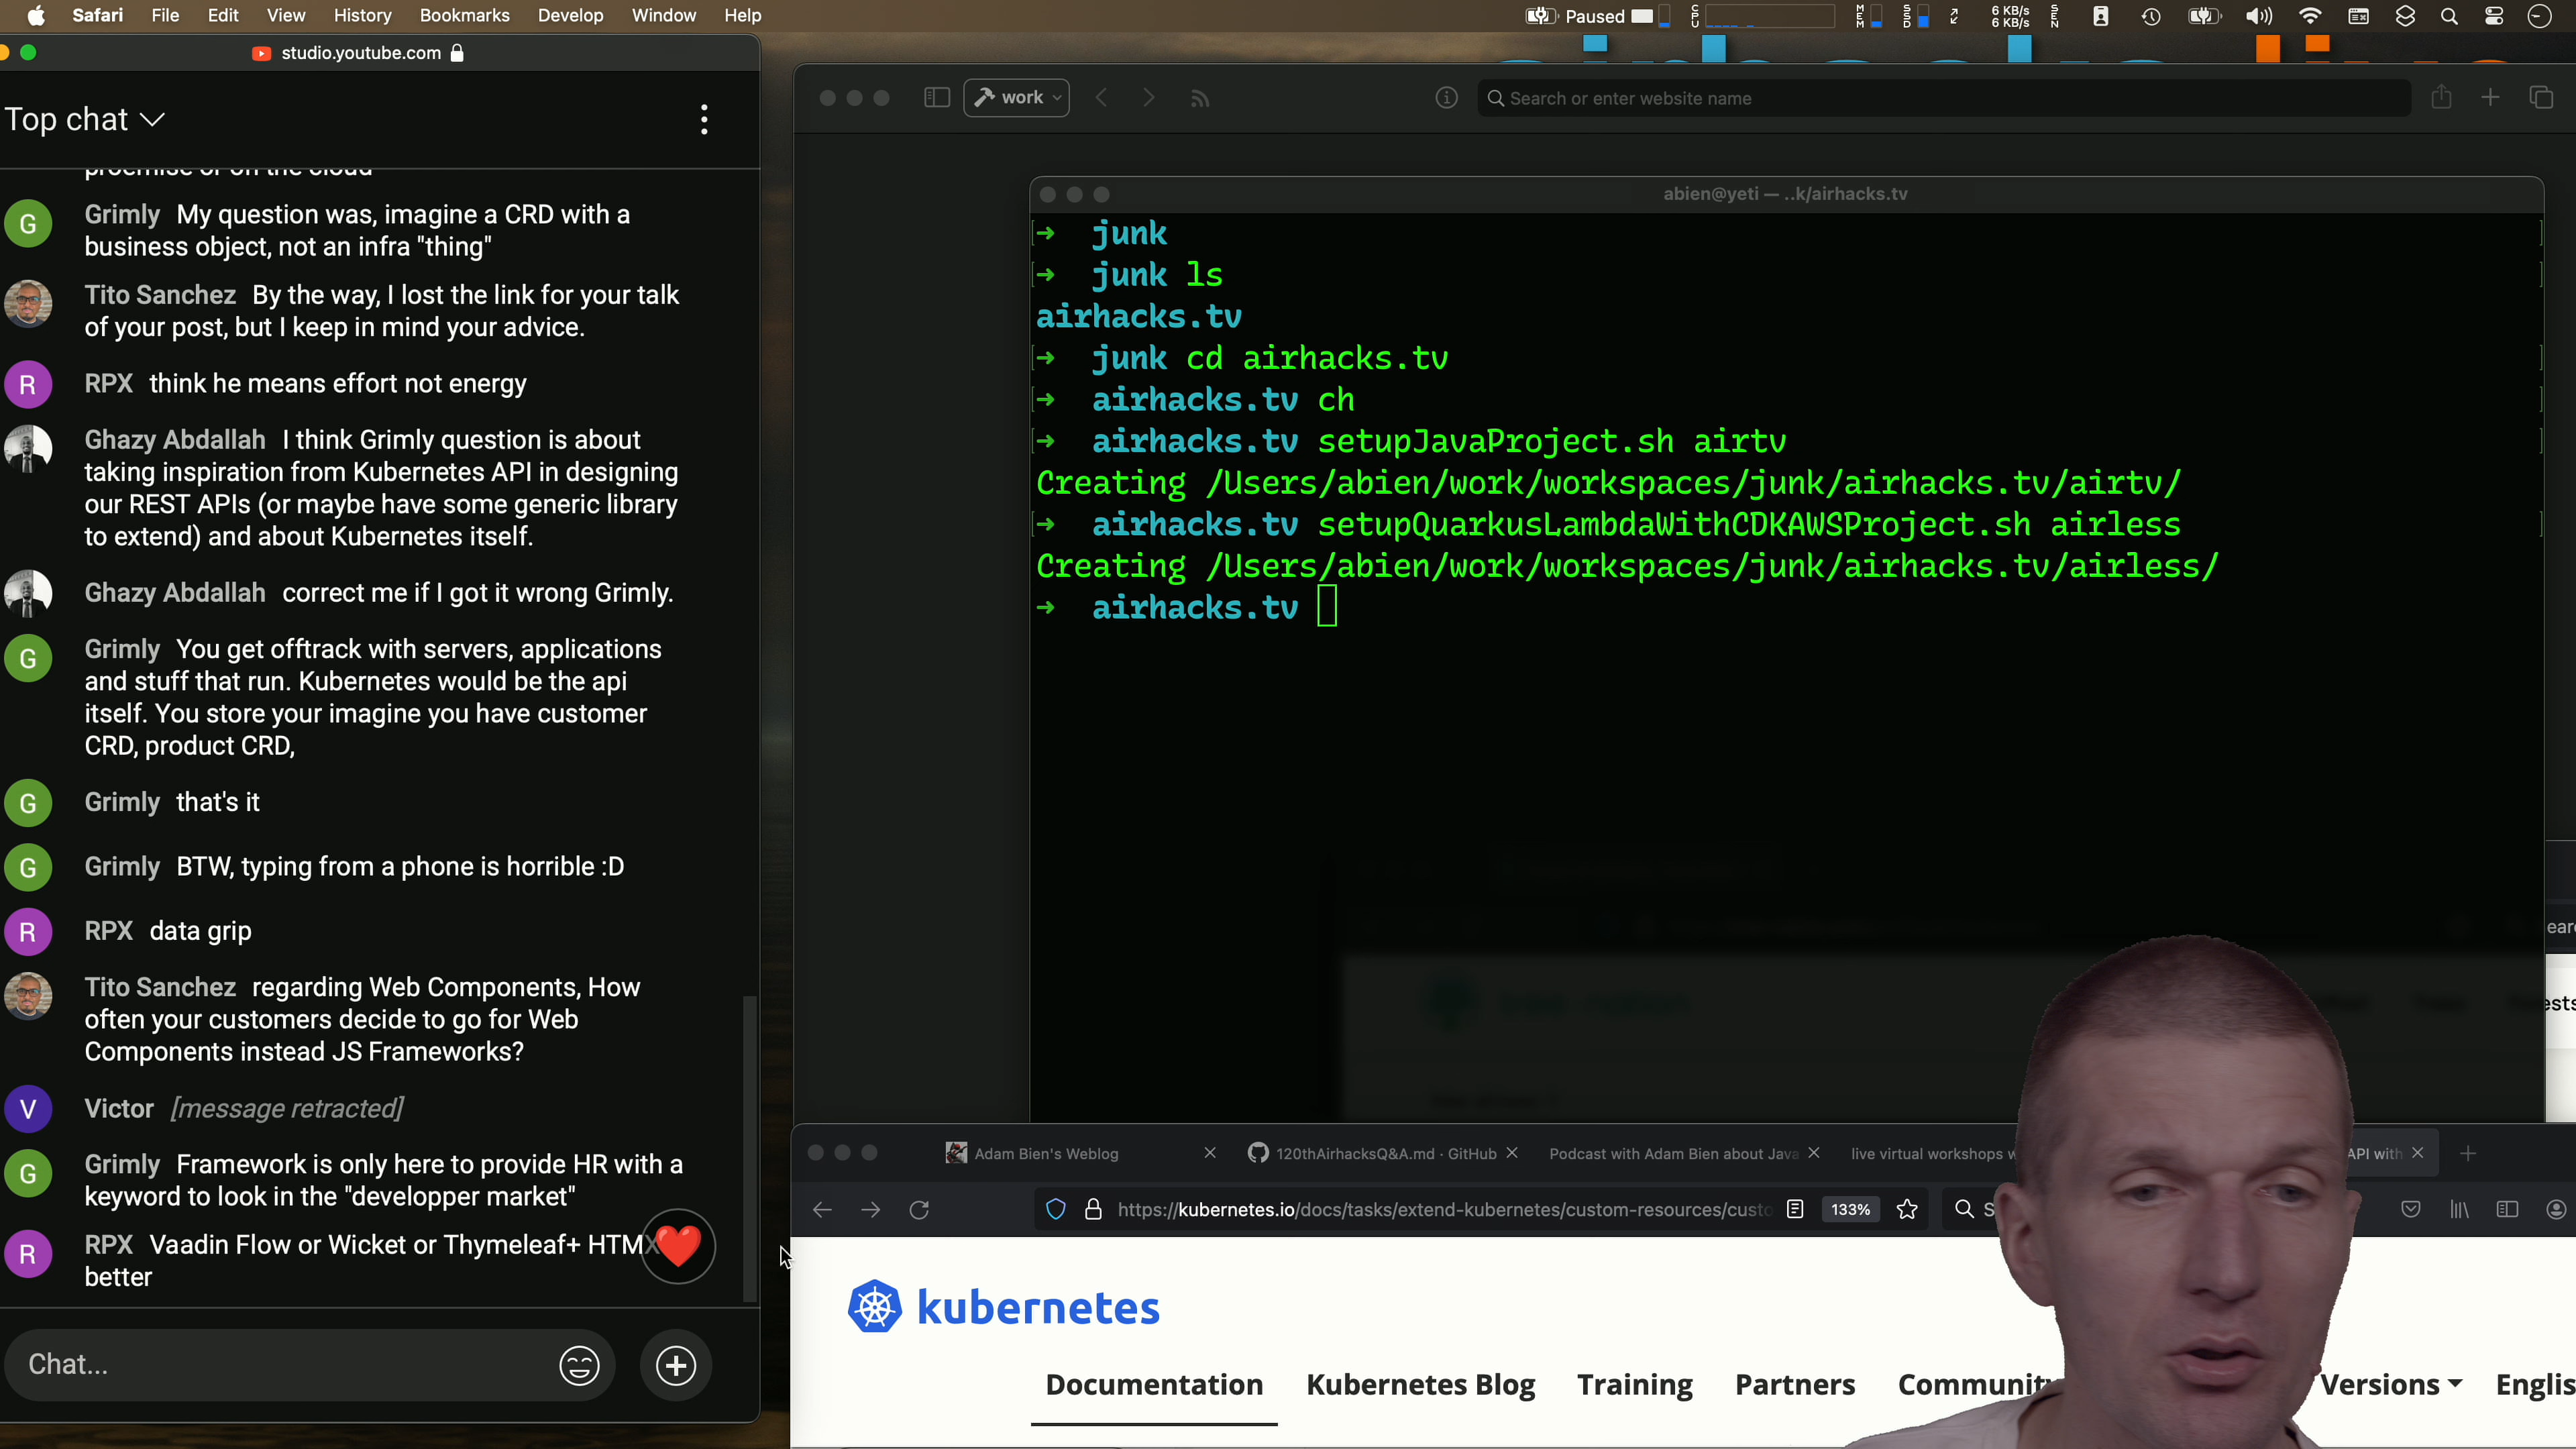 Safari File Edit View History Bookmarks Develop Window Help
Paused CPU MEM SSD 6 KB/s 6 KB/s SEN
studio.youtube.com
Top chat
Grimly My question was, imagine a CRD with a
business object, not an infra "thing"
Tito Sanchez By the way, I lost the link for your talk
of your post, but I keep in mind your advice.
RPX think he means effort not energy
Ghazy Abdallah I think Grimly question is about
taking inspiration from Kubernetes API in designing
our REST APIs (or maybe have some generic library
to extend) and about Kubernetes itself.
Ghazy Abdallah correct me if I got it wrong Grimly.
Grimly You get offtrack with servers, applications
and stuff that run. Kubernetes would be the api
itself. You store your imagine you have customer
CRD, product CRD,
Grimly that's it
Grimly BTW, typing from a phone is horrible :D
RPX data grip
Tito Sanchez regarding Web Components, How
often your customers decide to go for Web
Components instead JS Frameworks?
Victor [message retracted]
Grimly Framework is only here to provide HR with a
keyword to look in the "developper market"
RPX Vaadin Flow or Wicket or Thymeleaf+ HTMX
better
Chat...
work
Search or enter website name
abien@yeti — ..k/airhacks.tv
➜ junk
➜ junk ls
airhacks.tv
➜ junk cd airhacks.tv
➜ airhacks.tv ch
➜ airhacks.tv setupJavaProject.sh airtv
Creating /Users/abien/work/workspaces/junk/airhacks.tv/airtv/
➜ airhacks.tv setupQuarkusLambdaWithCDKAWSProject.sh airless
Creating /Users/abien/work/workspaces/junk/airhacks.tv/airless/
➜ airhacks.tv
Adam Bien's Weblog
120thAirhacksQ&A.md · GitHub
Podcast with Adam Bien about Java
live virtual workshops
API with
https://kubernetes.io/docs/tasks/extend-kubernetes/custom-resources/custo
133%
kubernetes
Documentation Kubernetes Blog Training Partners Community Versions Englis